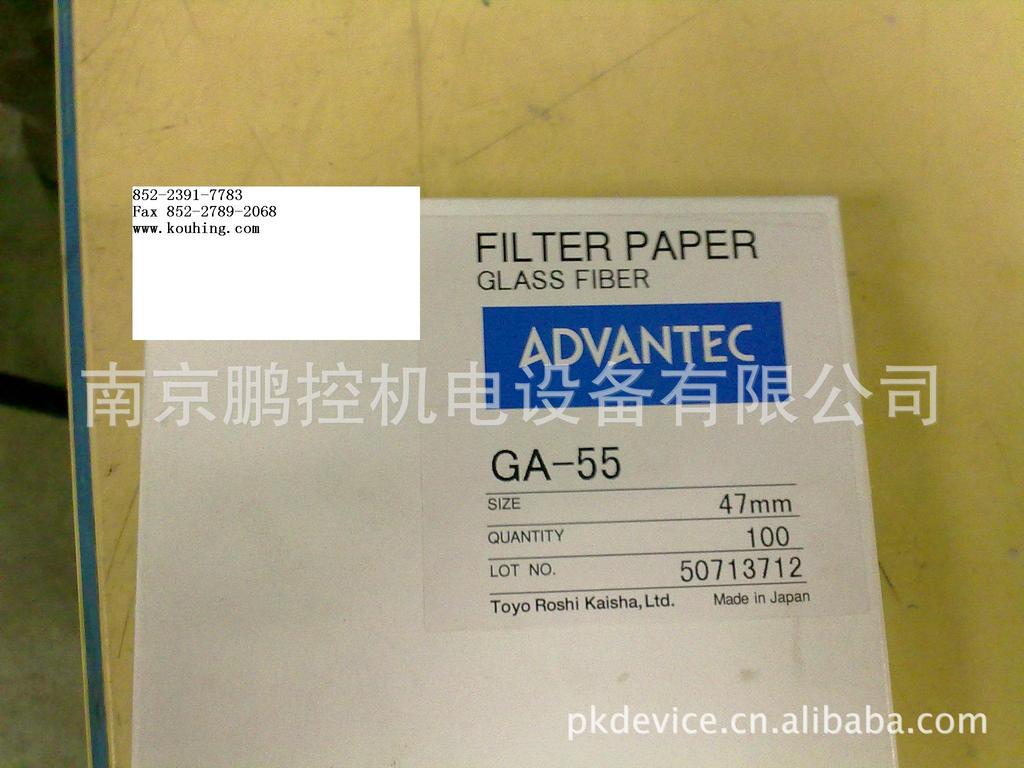 852-2391-7783
Fax 852-2789-2068
www.kouhing.com
FILTER PAPER
GLASS FIBER
ADVANTEC
南京鹏控机电设备有限公司
GA-55
SIZE 47mm
QUANTITY 100
LOT NO. 50713712
Toyo Roshi Kaisha, Ltd. Made in Japan
pkdevice.cn.alibaba.com